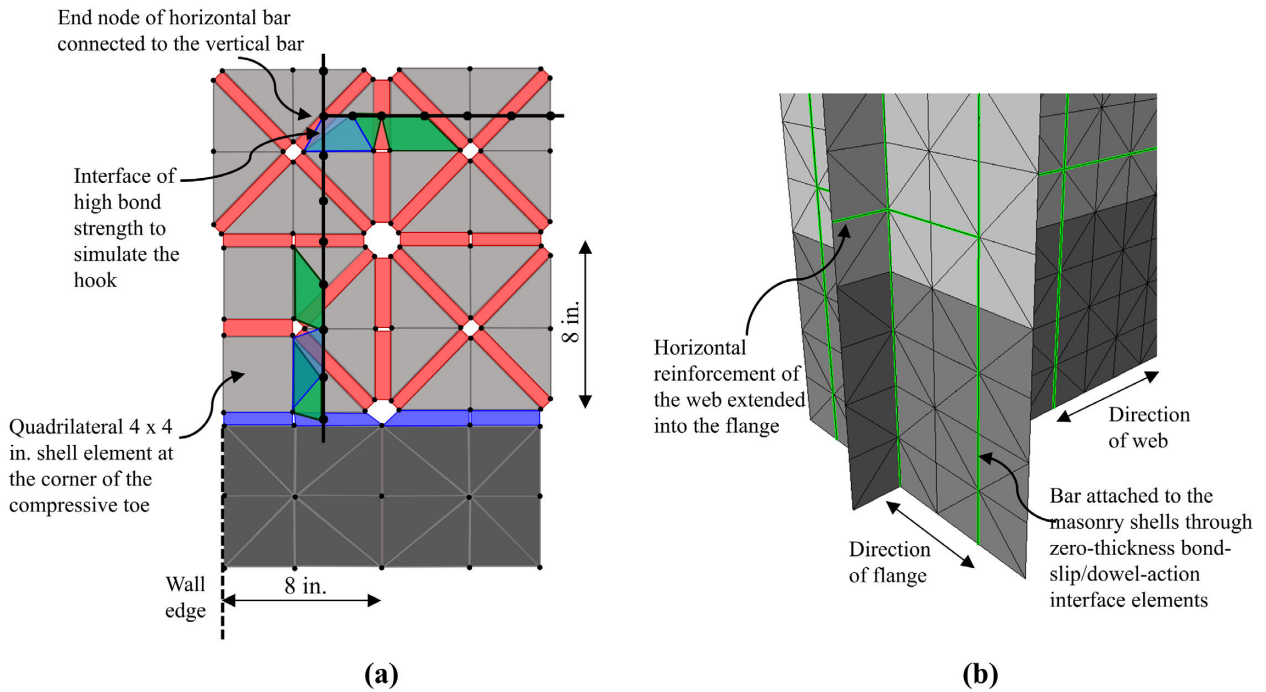 End node of horizontal bar
connected to the vertical bar
Interface of
high bond
strength to
simulate the
hook
8 in.
Quadrilateral 4 x 4
in. shell element at
the corner of the
compressive toe
Wall
edge
8 in.
(a)
Horizontal
reinforcement of
the web extended
into the flange
Direction
of web
Direction
of flange
Bar attached to the
masonry shells through
zero-thickness bond-
slip/dowel-action
interface elements
(b)